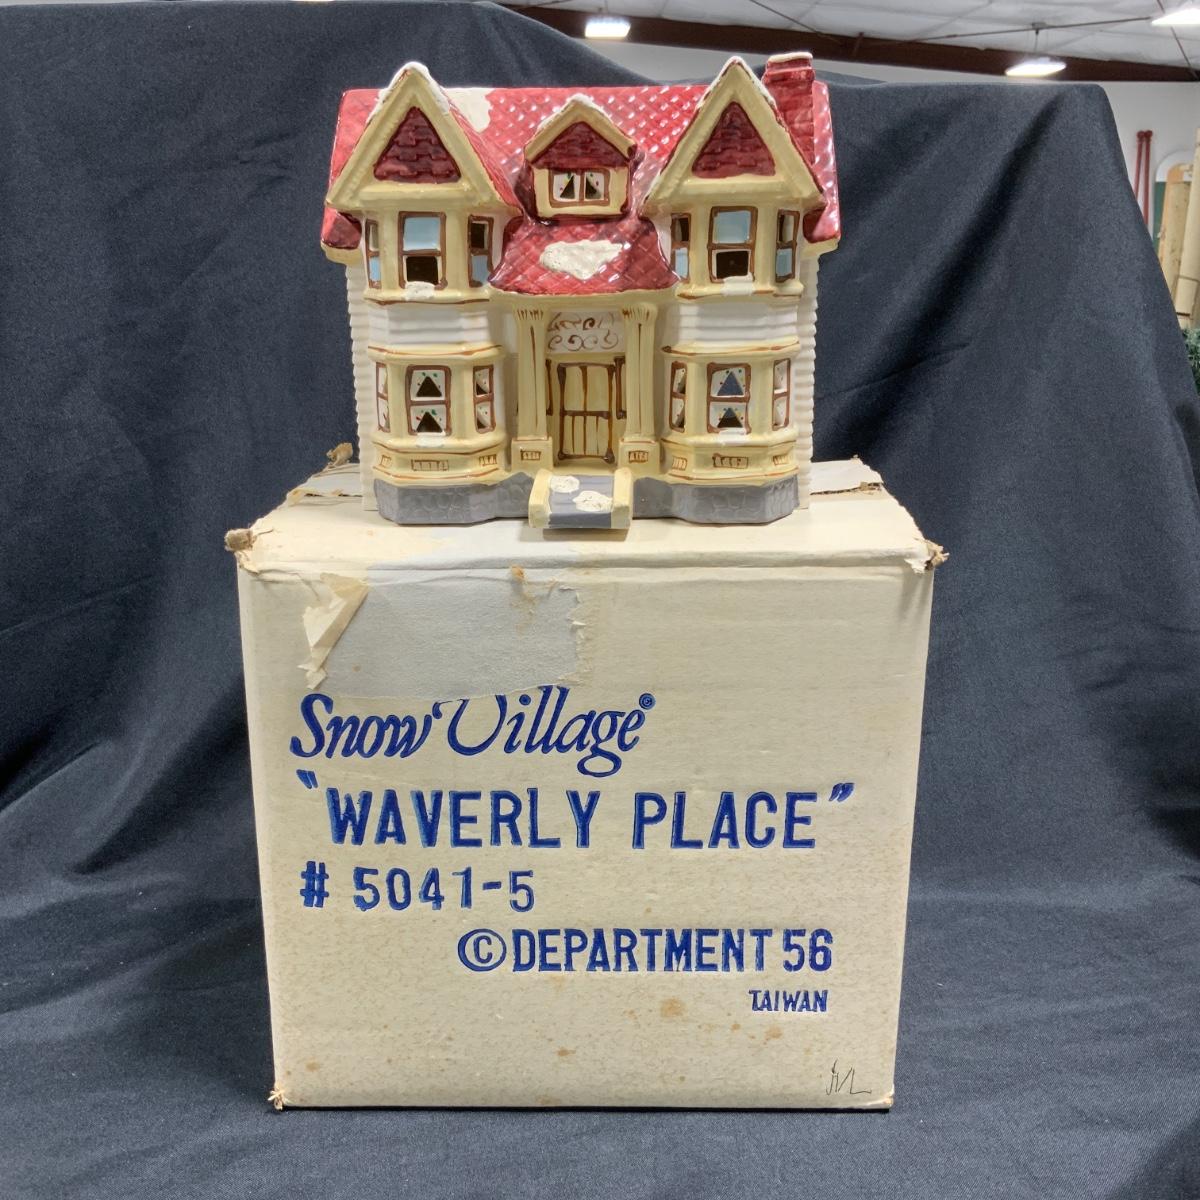 Snow Village©
"WAVERLY PLACE"
# 5041-5
©DEPARTMENT 56
TAIWAN